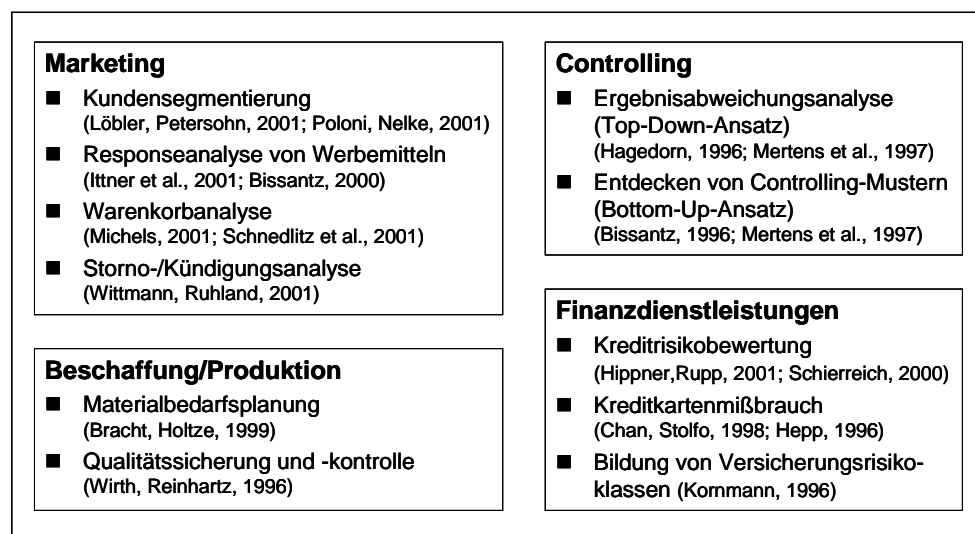 Marketing
■ Kundensegmentierung
(Löbler, Petersohn, 2001; Poloni, Nelke, 2001)
■ Responseanalyse von Werbemitteln
(Ittner et al., 2001; Bissantz, 2000)
■ Warenkorbanalyse
(Michels, 2001; Schnedlitz et al., 2001)
■ Storno-/Kündigungsanalyse
(Wittmann, Ruhland, 2001)
Beschaffung/Produktion
■ Materialbedarfsplanung
(Bracht, Holtze, 1999)
■ Qualitätssicherung und -kontrolle
(Wirth, Reinhartz, 1996)
Controlling
■ Ergebnisabweichungsanalyse
(Top-Down-Ansatz)
(Hagedorn, 1996; Mertens et al., 1997)
■ Entdecken von Controlling-Mustern
(Bottom-Up-Ansatz)
(Bissantz, 1996; Mertens et al., 1997)
Finanzdienstleistungen
■ Kreditrisikobewertung
(Hippner,Rupp, 2001; Schierreich, 2000)
■ Kreditkartenmißbrauch
(Chan, Stolfo, 1998; Hepp, 1996)
■ Bildung von Versicherungsrisiko-
klassen (Kornmann, 1996)